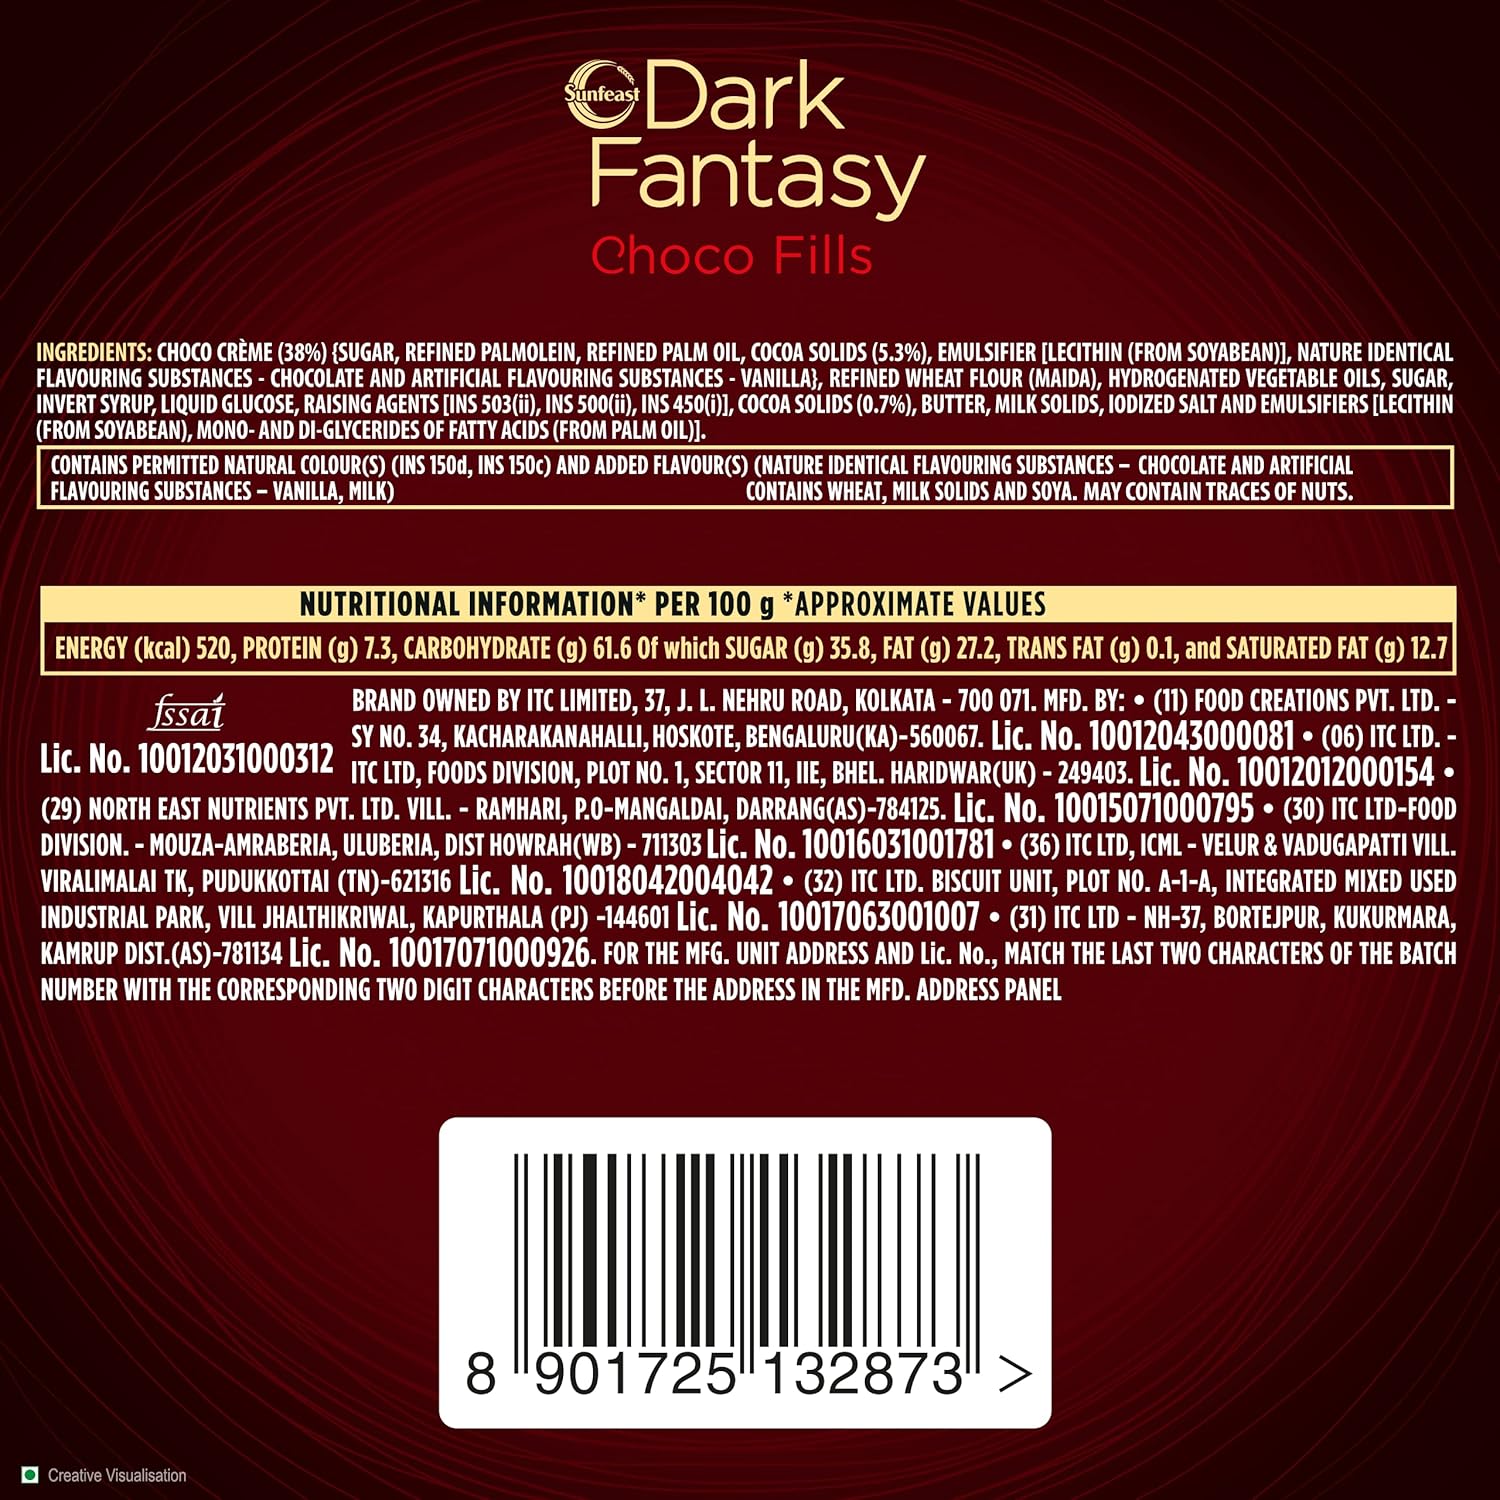 Sunfeast
Dark
Fantasy
Choco Fills
INGREDIENTS: CHOCO CRÈME (38%) {SUGAR, REFINED PALMOLEIN, REFINED PALM OIL, COCOA SOLIDS (5.3%), EMULSIFIER [LECITHIN (FROM SOYABEAN)], NATURE IDENTICAL
FLAVOURING SUBSTANCES - CHOCOLATE AND ARTIFICIAL FLAVOURING SUBSTANCES - VANILLA}, REFINED WHEAT FLOUR (MAIDA), HYDROGENATED VEGETABLE OILS, SUGAR,
INVERT SYRUP, LIQUID GLUCOSE, RAISING AGENTS [INS 503(ii), INS 500(ii), INS 450(i)], COCOA SOLIDS (0.7%), BUTTER, MILK SOLIDS, IODIZED SALT AND EMULSIFIERS [LECITHIN
(FROM SOYABEAN), MONO- AND DI-GLYCERIDES OF FATTY ACIDS (FROM PALM OIL)].
CONTAINS PERMITTED NATURAL COLOUR(S) (INS 150d, INS 150c) AND ADDED FLAVOUR(S) (NATURE IDENTICAL FLAVOURING SUBSTANCES – CHOCOLATE AND ARTIFICIAL
FLAVOURING SUBSTANCES – VANILLA, MILK) CONTAINS WHEAT, MILK SOLIDS AND SOYA. MAY CONTAIN TRACES OF NUTS.
NUTRITIONAL INFORMATION* PER 100 g *APPROXIMATE VALUES
ENERGY (kcal) 520, PROTEIN (g) 7.3, CARBOHYDRATE (g) 61.6 Of which SUGAR (g) 35.8, FAT (g) 27.2, TRANS FAT (g) 0.1, and SATURATED FAT (g) 12.7
fssai
Lic. No. 10012031000312
BRAND OWNED BY ITC LIMITED, 37, J. L. NEHRU ROAD, KOLKATA - 700 071. MFD. BY: • (11) FOOD CREATIONS PVT. LTD. -
SY NO. 34, KACHARAKANAHALLI, HOSKOTE, BENGALURU(KA)-560067. Lic. No. 10012043000081 • (06) ITC LTD. -
ITC LTD, FOODS DIVISION, PLOT NO. 1, SECTOR 11, IIE, BHEL. HARIDWAR(UK) - 249403. Lic. No. 10012012000154 •
(29) NORTH EAST NUTRIENTS PVT. LTD. VILL. - RAMHARI, P.O-MANGALDAI, DARRANG(AS)-784125. Lic. No. 10015071000795 • (30) ITC LTD-FOOD
DIVISION. - MOUZA-AMRABERIA, ULUBERIA, DIST HOWRAH(WB) - 711303 Lic. No. 10016031001781 • (36) ITC LTD, ICML - VELUR & VADUGAPATTI VILL.
VIRALIMALAI TK, PUDUKKOTTAI (TN)-621316 Lic. No. 10018042004042 • (32) ITC LTD. BISCUIT UNIT, PLOT NO. A-1-A, INTEGRATED MIXED USED
INDUSTRIAL PARK, VILL JHALTHIKRIWAL, KAPURTHALA (PJ) -144601 Lic. No. 10017063001007 • (31) ITC LTD - NH-37, BORTEJPUR, KUKURMARA,
KAMRUP DIST.(AS)-781134 Lic. No. 10017071000926. FOR THE MFG. UNIT ADDRESS AND Lic. No., MATCH THE LAST TWO CHARACTERS OF THE BATCH
NUMBER WITH THE CORRESPONDING TWO DIGIT CHARACTERS BEFORE THE ADDRESS IN THE MFD. ADDRESS PANEL
8 901725 132873 >
Creative Visualisation